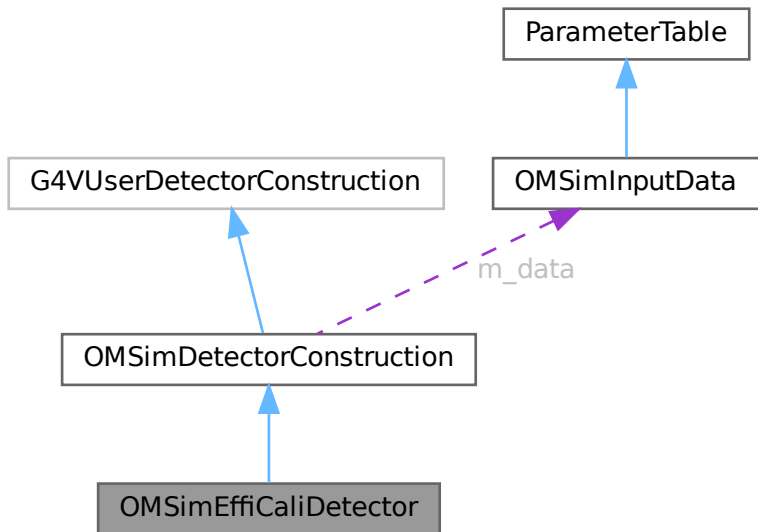 ParameterTable
G4VUserDetectorConstruction
OMSimInputData
m_data
OMSimDetectorConstruction
OMSimEffiCaliDetector